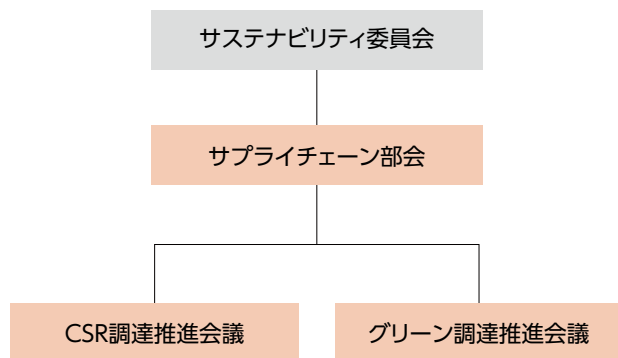 サステナビリティ委員会
サプライチェーン部会
CSR調達推進会議
グリーン調達推進会議